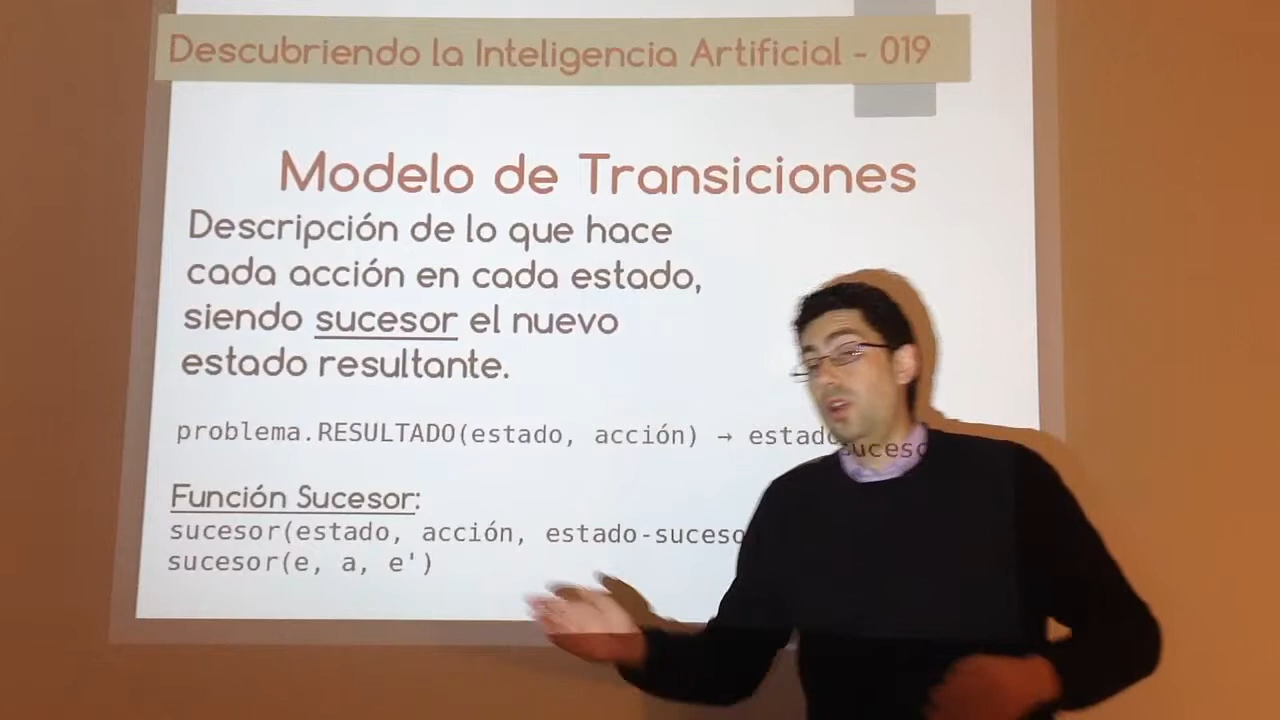 Descubriendo la Inteligencia Artificial - 019
Modelo de Transiciones
Descripción de lo que hace
cada acción en cada estado,
siendo sucesor el nuevo
estado resultante.
problema.RESULTADO(estado, acción) →
Función Sucesor:
sucesor(estado, acción,
sucesor(e, a, e')